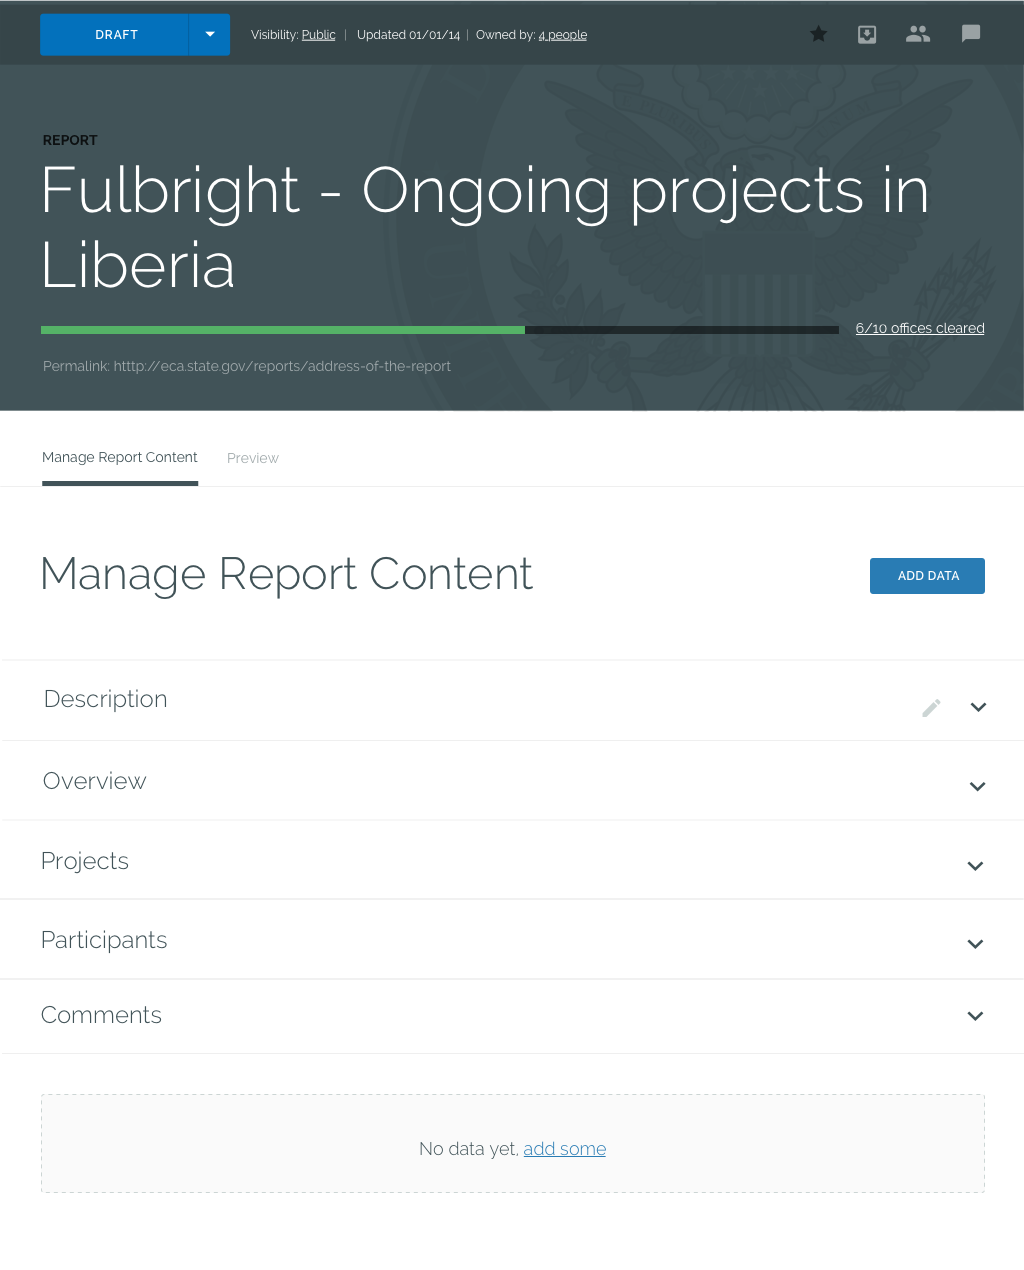 DRAFT
Visibility: Public | Updated 01/01/14 | Owned by: 4 people
REPORT
Fulbright - Ongoing projects in
Liberia
6/10 offices cleared
Permalink: htttp://eca.state.gov/reports/address-of-the-report
Manage Report Content
Preview
Manage Report Content
ADD DATA
Description
Overview
Projects
Participants
Comments
No data yet, add some